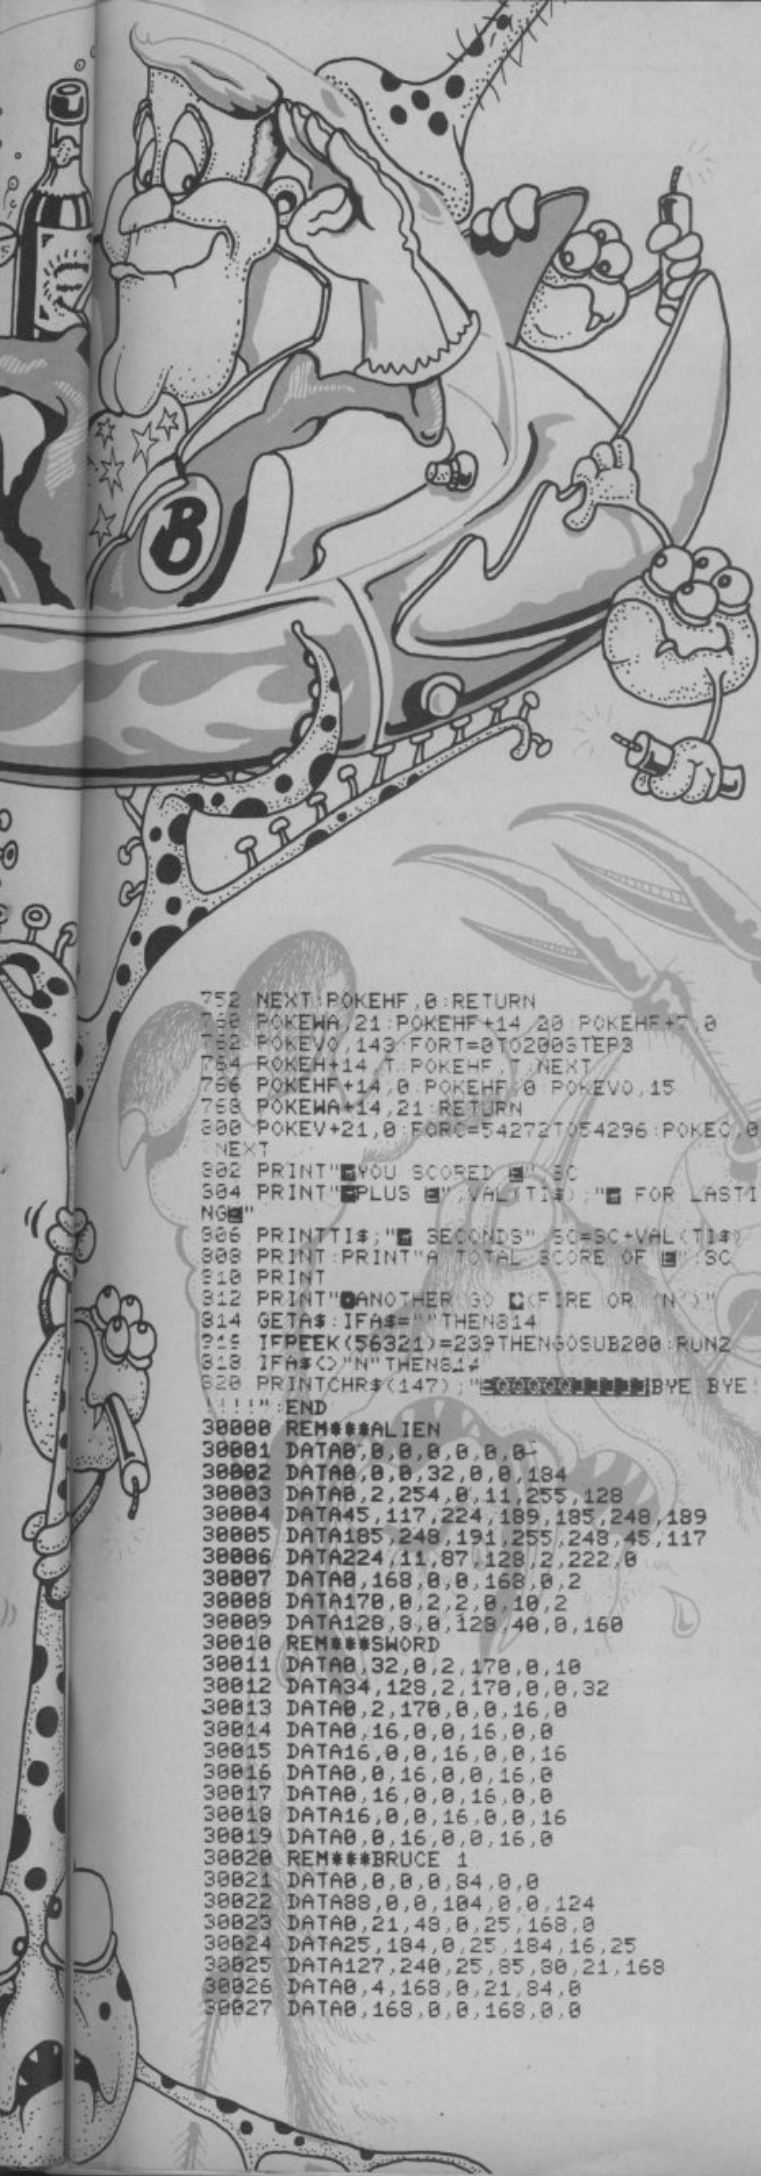 B
752 NEXT:POKEHF,0:RETURN
760 POKEWA,21:POKEHF+14,20:POKEHF+7,0
762 POKEVO,143:FORT=0TO200STEP3
764 POKEH+14,T:POKEHF,T:NEXT
766 POKEHF+14,0:POKEHF,0:POKEVO,15
768 POKEWA+14,21:RETURN
800 POKEV+21,0:FORC=54272TO54296:POKEC,0
:NEXT
802 PRINT"YOU SCORED ";SC
804 PRINT"PLUS ";VAL(TI$);" FOR LASTI
NG"
806 PRINTTI$;" SECONDS":SC=SC+VAL(TI$)
808 PRINT:PRINT"A TOTAL SCORE OF ";SC
810 PRINT
812 PRINT"ANOTHER GO (FIRE OR 'N')"
814 GETA$:IFA$=""THEN814
816 IFPEEK(56321)=239THENGOSUB200:RUN2
818 IFA$<>"N"THEN814
820 PRINTCHR$(147);"QQQQQ]]]]]BYE BYE
!!!!":END
30000 REM***ALIEN
30001 DATA0,0,0,0,0,0,0
30002 DATA0,0,0,32,0,0,184
30003 DATA0,2,254,0,11,255,128
30004 DATA45,117,224,189,185,248,189
30005 DATA185,248,191,255,248,45,117
30006 DATA224,11,87,128,2,222,0
30007 DATA0,168,0,0,168,0,2
30008 DATA170,0,2,2,0,10,2
30009 DATA128,8,0,128,40,0,160
30010 REM***SWORD
30011 DATA0,32,0,2,170,0,10
30012 DATA34,128,2,170,0,0,32
30013 DATA0,2,170,0,0,16,0
30014 DATA0,16,0,0,16,0,0
30015 DATA16,0,0,16,0,0,16
30016 DATA0,0,16,0,0,16,0
30017 DATA0,16,0,0,16,0,0
30018 DATA16,0,0,16,0,0,16
30019 DATA0,0,16,0,0,16,0
30020 REM***BRUCE 1
30021 DATA0,0,0,0,84,0,0
30022 DATA88,0,0,104,0,0,124
30023 DATA0,21,48,0,25,168,0
30024 DATA25,184,0,25,184,16,25
30025 DATA127,240,25,85,80,21,168
30026 DATA0,4,168,0,21,84,0
30027 DATA0,168,0,0,168,0,0